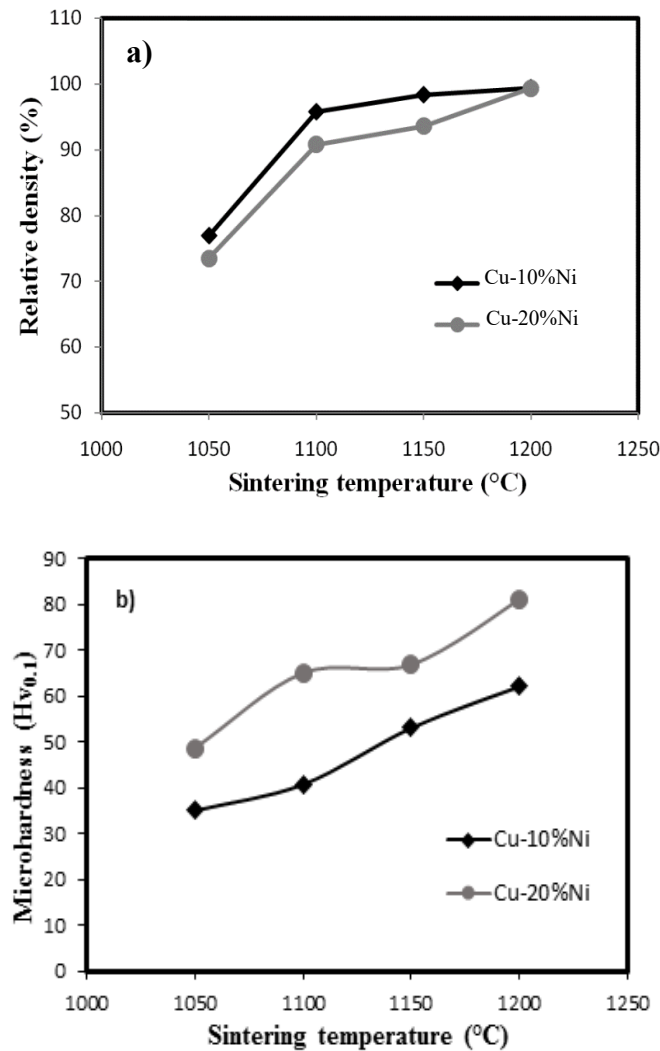 a)
Relative density (%)
110
100
90
80
70
60
50
Cu-10%Ni
Cu-20%Ni
1000 1050 1100 1150 1200 1250
Sintering temperature (°C)
b)
Microhardness (Hv0.1)
90
80
70
60
50
40
30
20
10
0
Cu-10%Ni
Cu-20%Ni
1000 1050 1100 1150 1200 1250
Sintering temperature (°C)